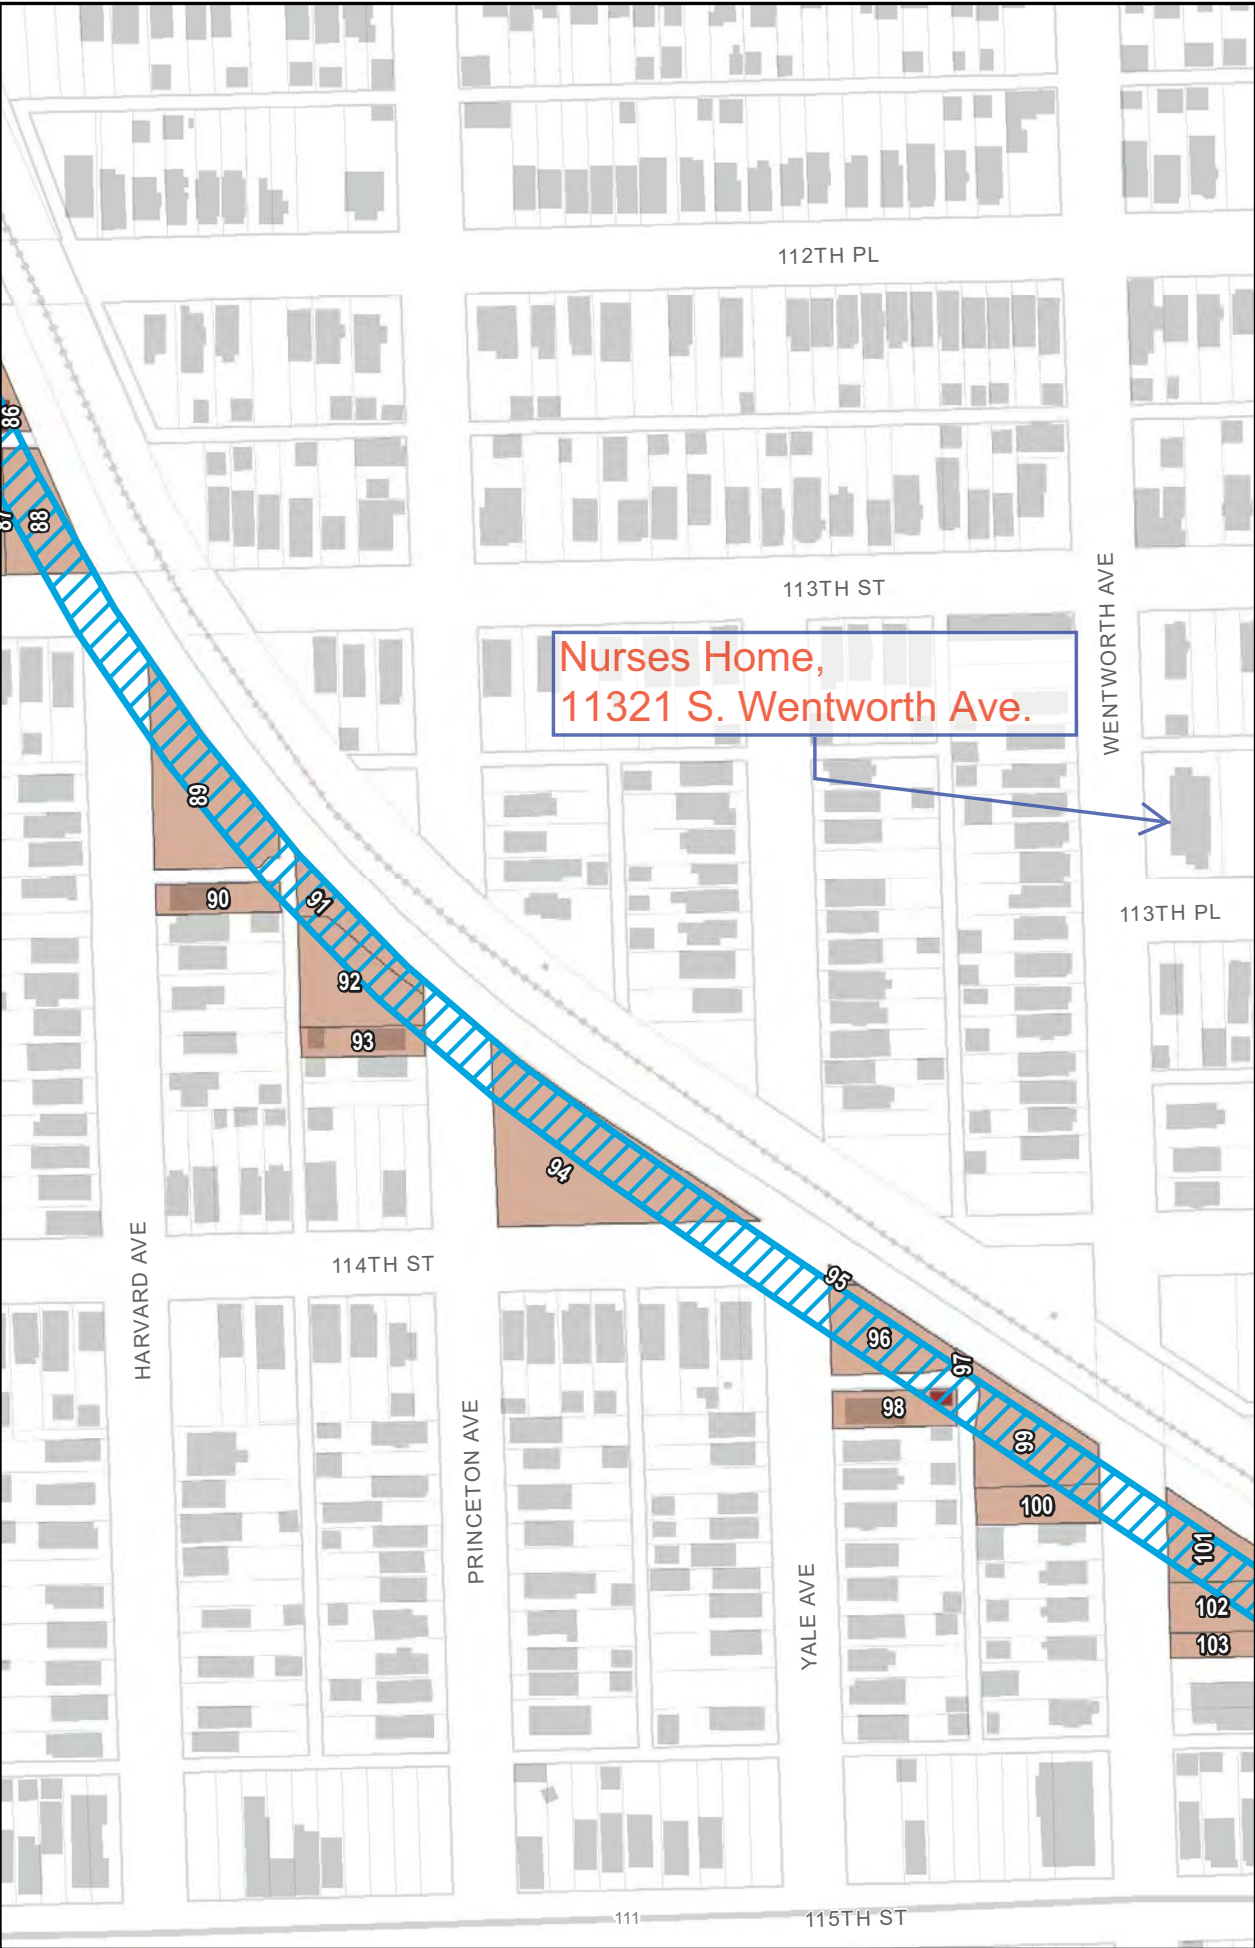 112TH PL
86
87
88
113TH ST
WENTWORTH AVE
Nurses Home,
11321 S. Wentworth Ave.
89
90
91
113TH PL
92
93
94
HARVARD AVE
114TH ST
95
96
97
98
PRINCETON AVE
99
100
101
YALE AVE
102
103
111
115TH ST